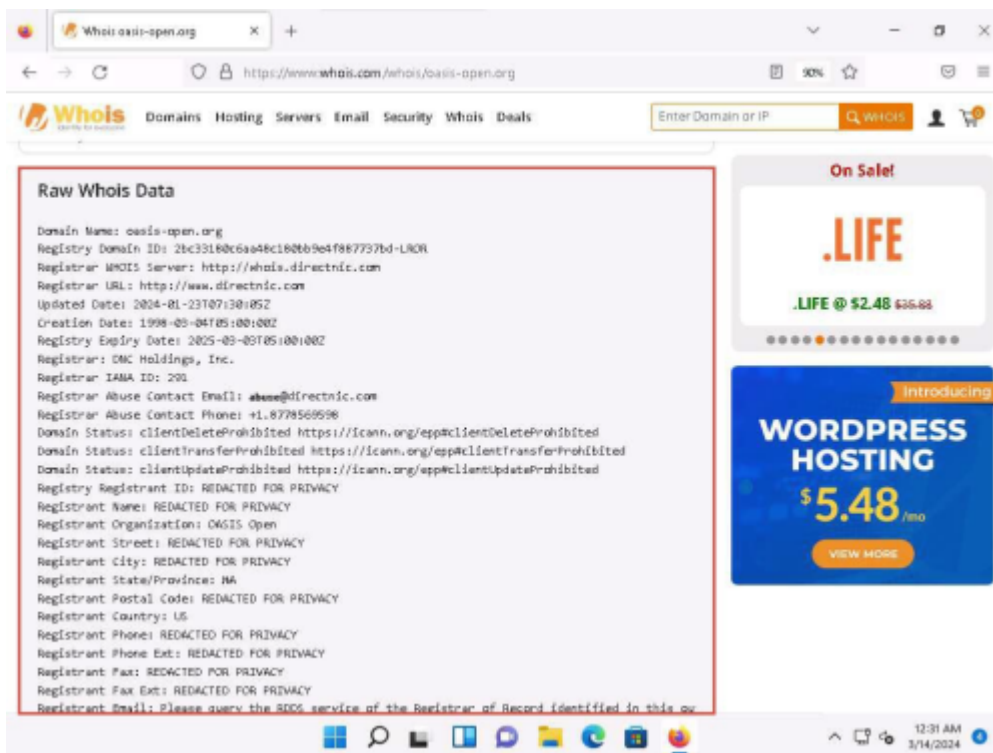 Whois oasis-open.org
https://www.whois.com/whois/oasis-open.org
90%
Whois
Domains Hosting Servers Email Security Whois Deals
Enter Domain or IP
WHOIS
0
Raw Whois Data
Domain Name: oasis-open.org
Registry Domain ID:
Registrar WHOIS Server: http://whois.directnic.com
Registrar URL: http://www.directnic.com
Updated Date: 2024-01-23T07:30:05Z
Creation Date: 1998-03-04T05:00:00Z
Registry Expiry Date: 2025-03-03T05:00:00Z
Registrar: DNC Holdings, Inc.
Registrar IANA ID: 291
Registrar Abuse Contact Email: abuse@directnic.com
Registrar Abuse Contact Phone: +1.8778569598
Domain Status: clientDeleteProhibited https://icann.org/epp#clientDeleteProhibited
Domain Status: clientTransferProhibited https://icann.org/epp#clientTransferProhibited
Domain Status: clientUpdateProhibited https://icann.org/epp#clientUpdateProhibited
Registry Registrant ID: REDACTED FOR PRIVACY
Registrant Name: REDACTED FOR PRIVACY
Registrant Organization: OASIS Open
Registrant Street: REDACTED FOR PRIVACY
Registrant City: REDACTED FOR PRIVACY
Registrant State/Province: MA
Registrant Postal Code: REDACTED FOR PRIVACY
Registrant Country: US
Registrant Phone: REDACTED FOR PRIVACY
Registrant Phone Ext: REDACTED FOR PRIVACY
Registrant Fax: REDACTED FOR PRIVACY
Registrant Fax Ext: REDACTED FOR PRIVACY
Registrant Email: Please query the RDDS service of the Registrar of Record identified in this ou
On Sale!
.LIFE
.LIFE @ $2.48 $35.88
Introducing
WORDPRESS
HOSTING
$5.48/mo
VIEW MORE
12:31 AM
3/14/2024